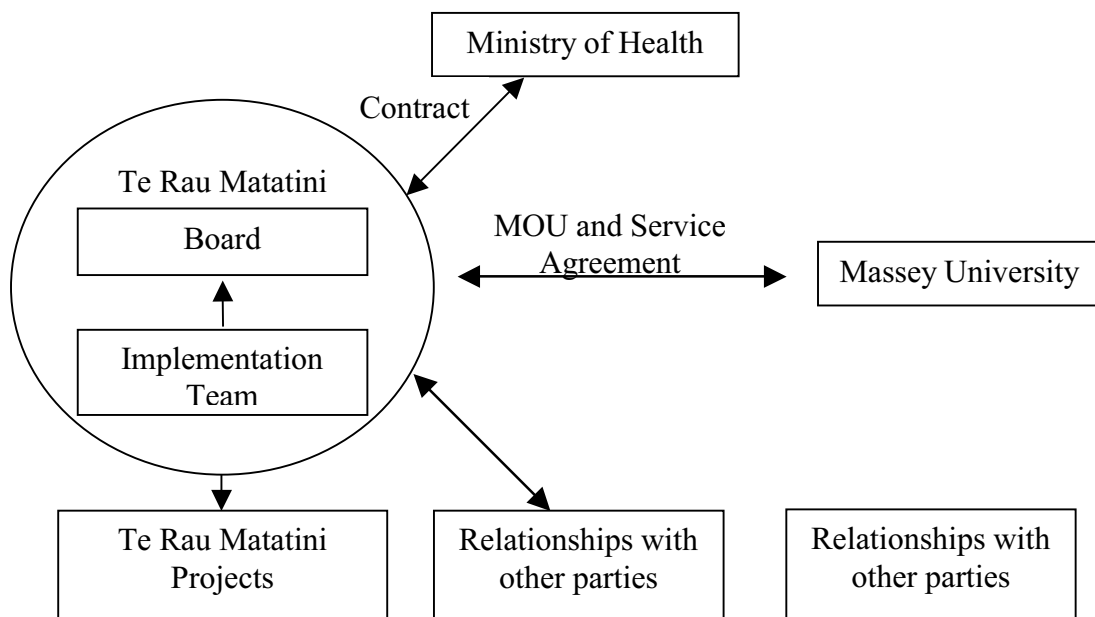 Ministry of Health
Contract
Te Rau Matatini
Board
MOU and Service
Agreement
Massey University
Implementation
Team
Te Rau Matatini
Projects
Relationships with
other parties
Relationships with
other parties